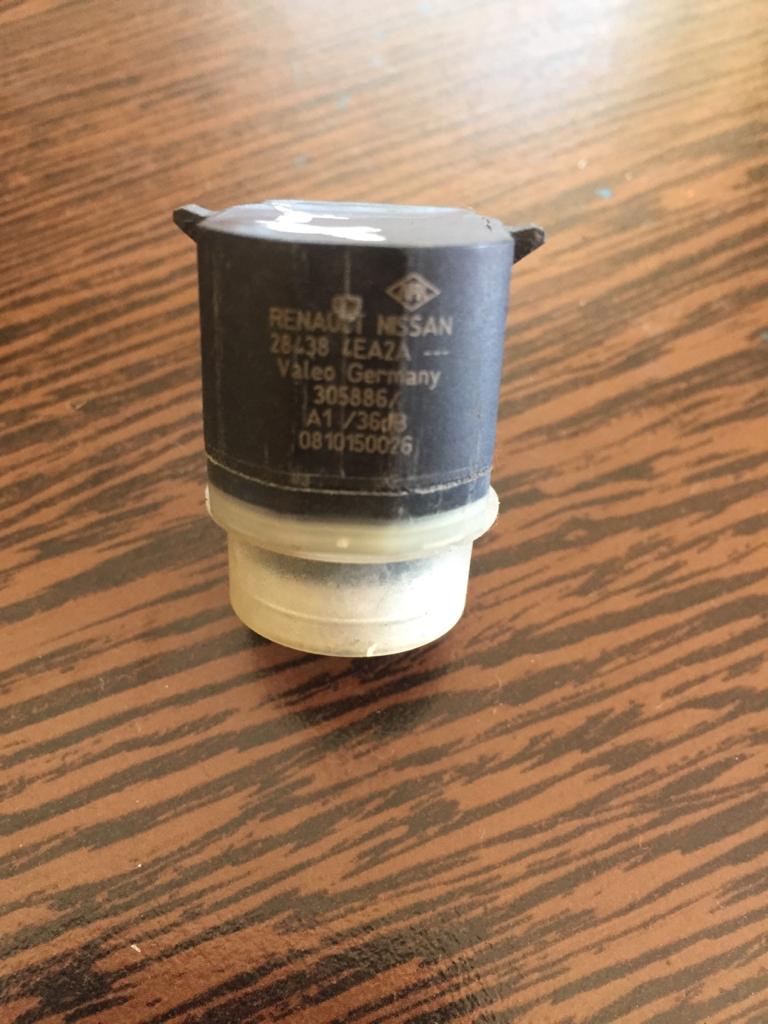 RENAULT NISSAN
28438 4EA2A ---
Valeo Germany
305886/
A1 /36dB
0810150026